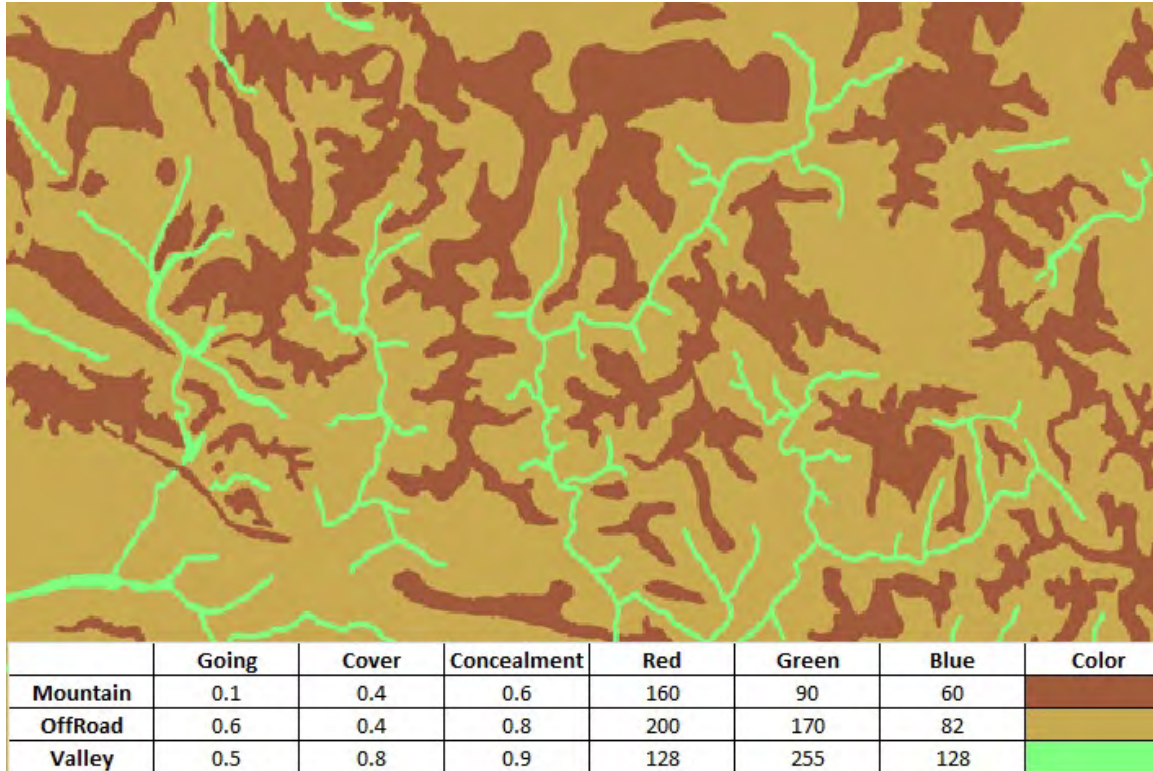 Going Cover Concealment Red Green Blue Color
Mountain 0.1 0.4 0.6 160 90 60
OffRoad 0.6 0.4 0.8 200 170 82
Valley 0.5 0.8 0.9 128 255 128